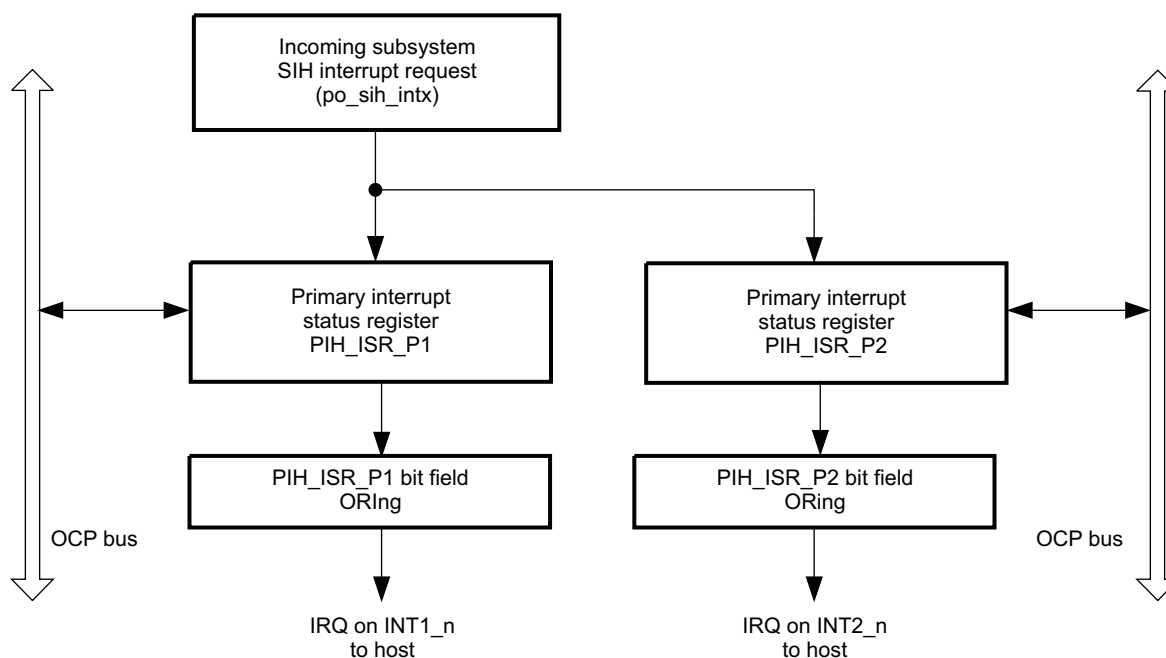 Incoming subsystem
SIH interrupt request
(po_sih_intx)
Primary interrupt
status register
PIH_ISR_P1
Primary interrupt
status register
PIH_ISR_P2
PIH_ISR_P1 bit field
ORIng
PIH_ISR_P2 bit field
ORing
OCP bus
OCP bus
IRQ on INT1_n
to host
IRQ on INT2_n
to host